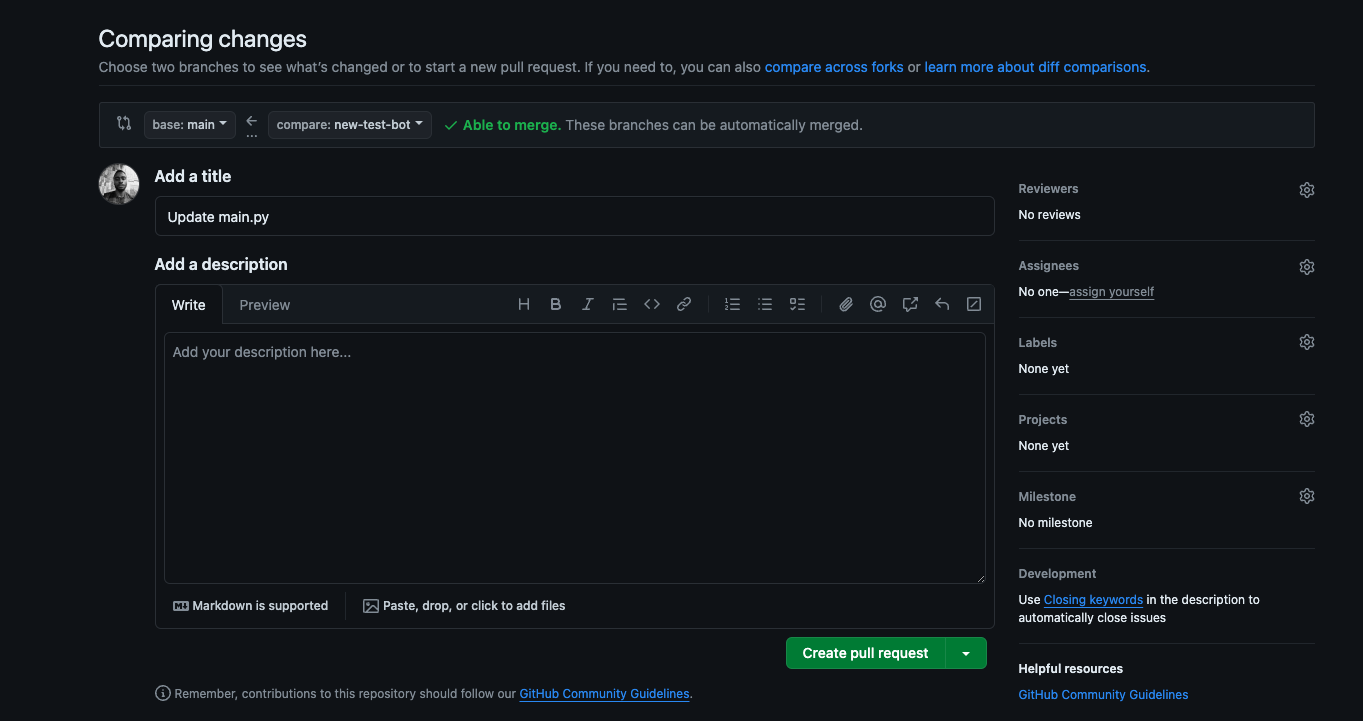 Comparing changes
Choose two branches to see what's changed or to start a new pull request. If you need to, you can also compare across forks or learn more about diff comparisons.
base: main ... compare: new-test-bot Able to merge. These branches can be automatically merged.
Add a title
Update main.py
Add a description
Write Preview
Add your description here...
Markdown is supported Paste, drop, or click to add files
Create pull request
Remember, contributions to this repository should follow our GitHub Community Guidelines.
Reviewers
No reviews
Assignees
No one—assign yourself
Labels
None yet
Projects
None yet
Milestone
No milestone
Development
Use Closing keywords in the description to
automatically close issues
Helpful resources
GitHub Community Guidelines